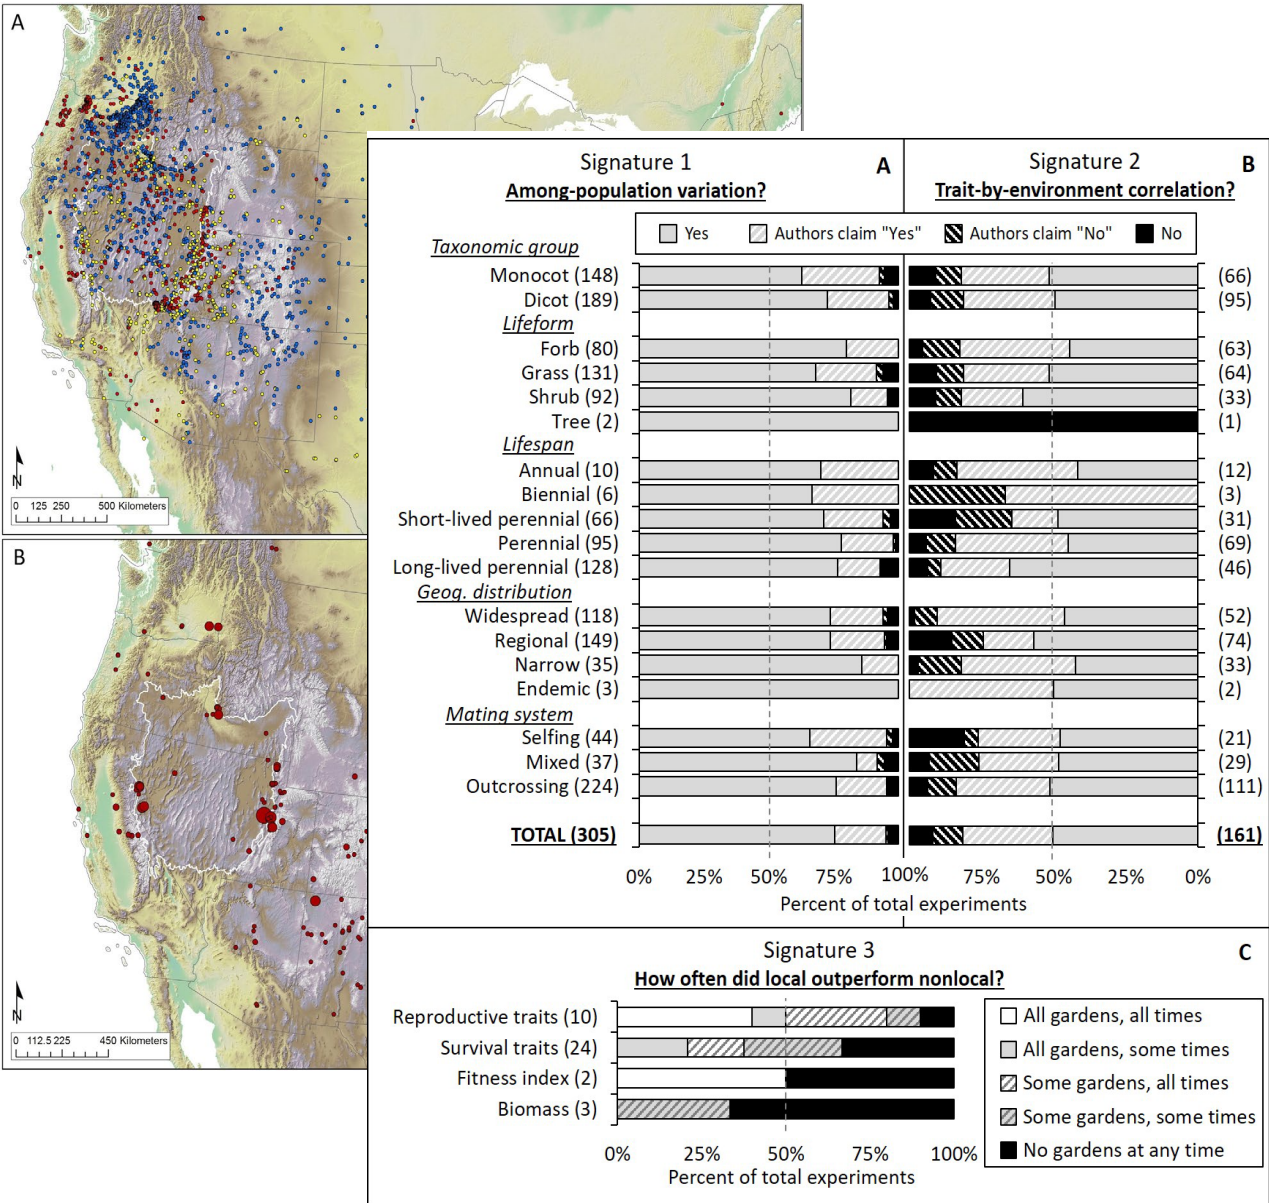 A
N
0 125 250 500 Kilometers
B
N
0 112.5 225 450 Kilometers
Signature 1 A
Among-population variation?
Signature 2 B
Trait-by-environment correlation?
Yes Authors claim "Yes" Authors claim "No" No
Taxonomic group
Monocot (148) (66)
Dicot (189) (95)
Lifeform
Forb (80) (63)
Grass (131) (64)
Shrub (92) (33)
Tree (2) (1)
Lifespan
Annual (10) (12)
Biennial (6) (3)
Short-lived perennial (66) (31)
Perennial (95) (69)
Long-lived perennial (128) (46)
Geog. distribution
Widespread (118) (52)
Regional (149) (74)
Narrow (35) (33)
Endemic (3) (2)
Mating system
Selfing (44) (21)
Mixed (37) (29)
Outcrossing (224) (111)
TOTAL (305) (161)
0% 25% 50% 75% 100% 75% 50% 25% 0%
Percent of total experiments
Signature 3 C
How often did local outperform nonlocal?
Reproductive traits (10)
Survival traits (24)
Fitness index (2)
Biomass (3)
0% 25% 50% 75% 100%
Percent of total experiments
All gardens, all times
All gardens, some times
Some gardens, all times
Some gardens, some times
No gardens at any time